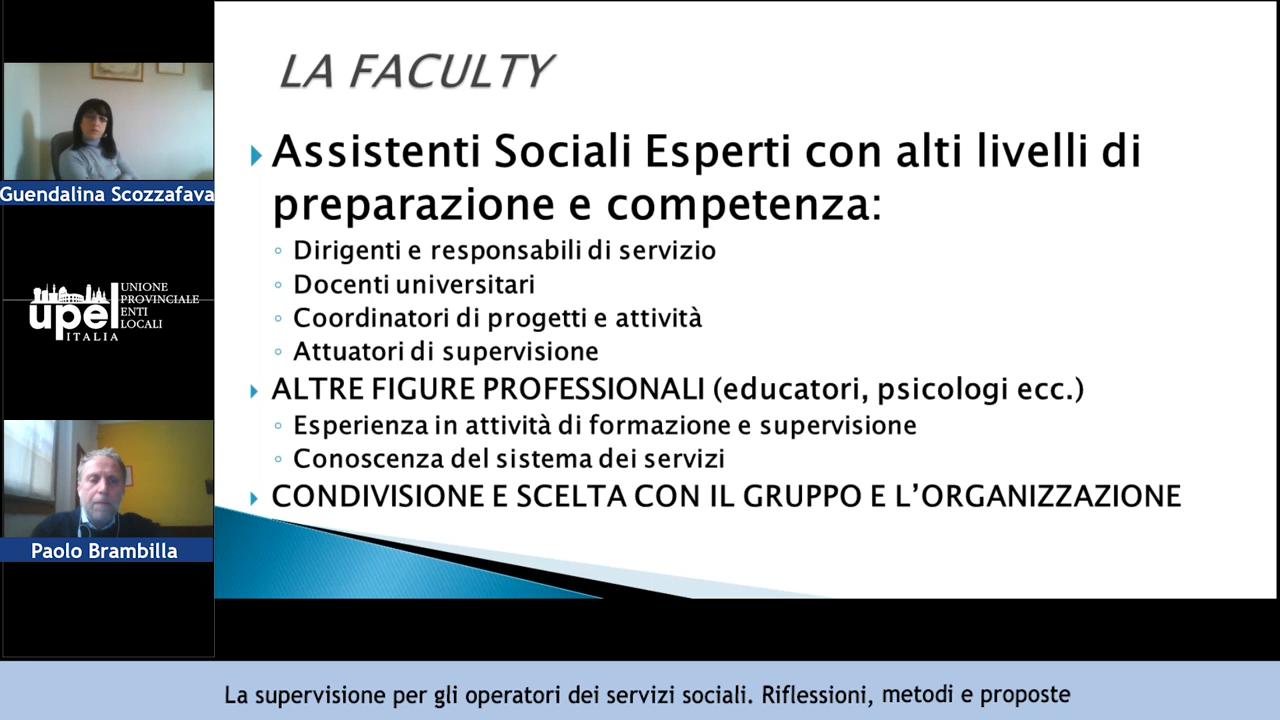 LA FACULTY
Assistenti Sociali Esperti con alti livelli di
preparazione e competenza:
Dirigenti e responsabili di servizio
Docenti universitari
Coordinatori di progetti e attività
Attuatori di supervisione
ALTRE FIGURE PROFESSIONALI (educatori, psicologi ecc.)
Esperienza in attività di formazione e supervisione
Conoscenza del sistema dei servizi
CONDIVISIONE E SCELTA CON IL GRUPPO E L'ORGANIZZAZIONE
Guendalina Scozzafava
upel
UNIONE
PROVINCIALE
ENTI
LOCALI
ITALIA
Paolo Brambilla
La supervisione per gli operatori dei servizi sociali. Riflessioni, metodi e proposte